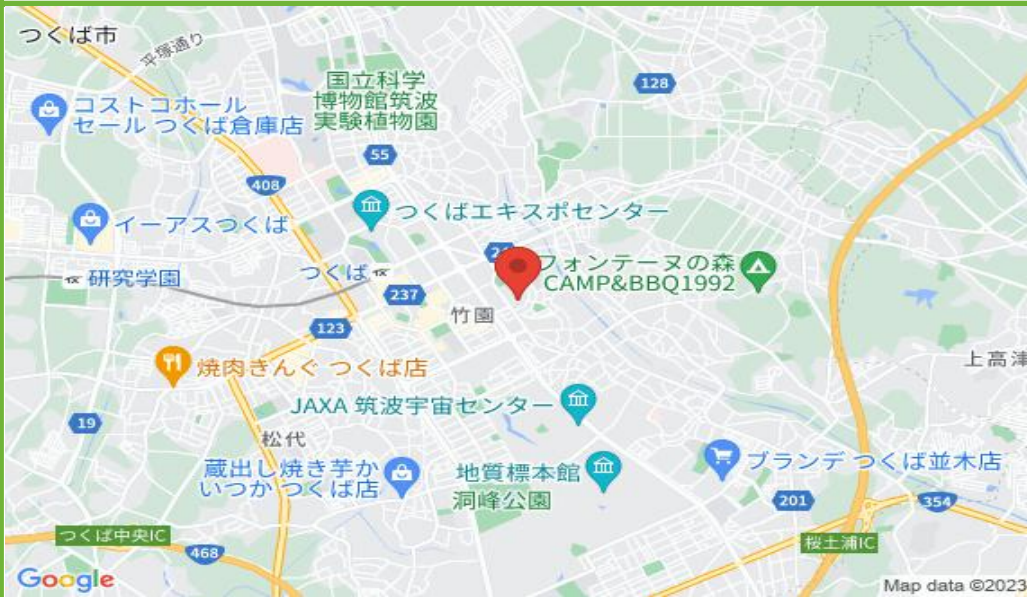 つくば市
平塚通り
国立科学
博物館筑波
実験植物園
128
コストコホール
セール つくば倉庫店
55
408
つくばエキスポセンター
イーアスつくば
研究学園
つくば
フォンテーヌの森
CAMP&BBQ1992
237
竹園
123
上高津
焼肉きんぐ つくば店
JAXA 筑波宇宙センター
19
松代
蔵出し焼き芋か
いつか つくば店
地質標本館
洞峰公園
ブランデ つくば並木店
201
354
つくば中央IC
468
桜土浦IC
Google
Map data ©2023